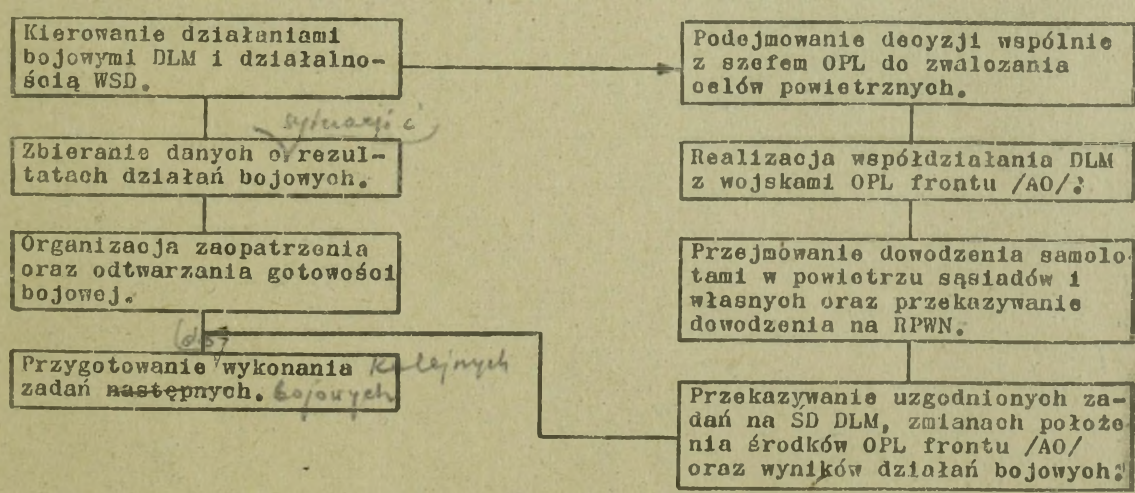 Kierowanie działaniami
bojowymi DLM i działalno-
ścią WSD.
sytuacji i
Zbieranie danych o rezul-
tatach działań bojowych.
Organizacja zaopatrzenia
oraz odtwarzania gotowości
bojowej.
(do)
Przygotowanie wykonania kolejnych
zadań następnych. bojowych
Podejmowanie decyzji wspólnie
z szefem OPL do zwalczania
celów powietrznych.
Realizacja współdziałania DLM
z wojskami OPL frontu /AO/.
Przejmowanie dowodzenia samolo-
tami w powietrzu sąsiadów i
własnych oraz przekazywanie
dowodzenia na RPWN.
Przekazywanie uzgodnionych za-
dań na SD DLM, zmianach położe-
nia środków OPL frontu /AO/
oraz wyników działań bojowych.